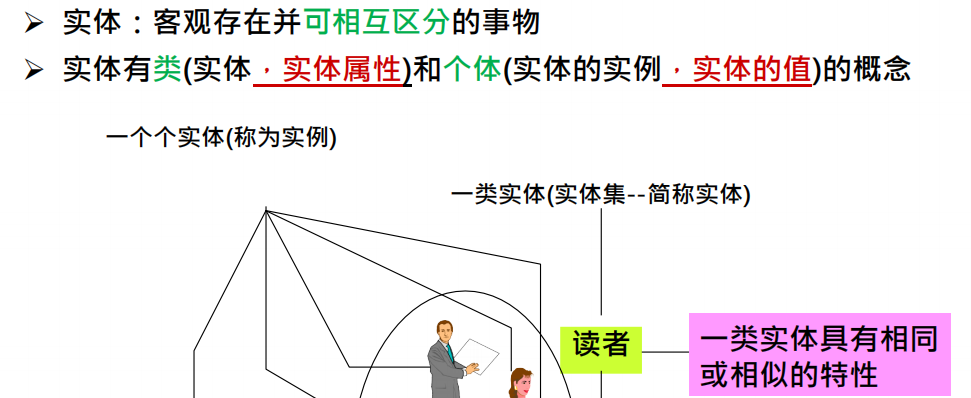 ➢ 实体：客观存在并可相互区分的事物
➢ 实体有类(实体，实体属性)和个体(实体的实例，实体的值)的概念
一个个实体(称为实例)
一类实体(实体集--简称实体)
读者
一类实体具有相同
或相似的特性